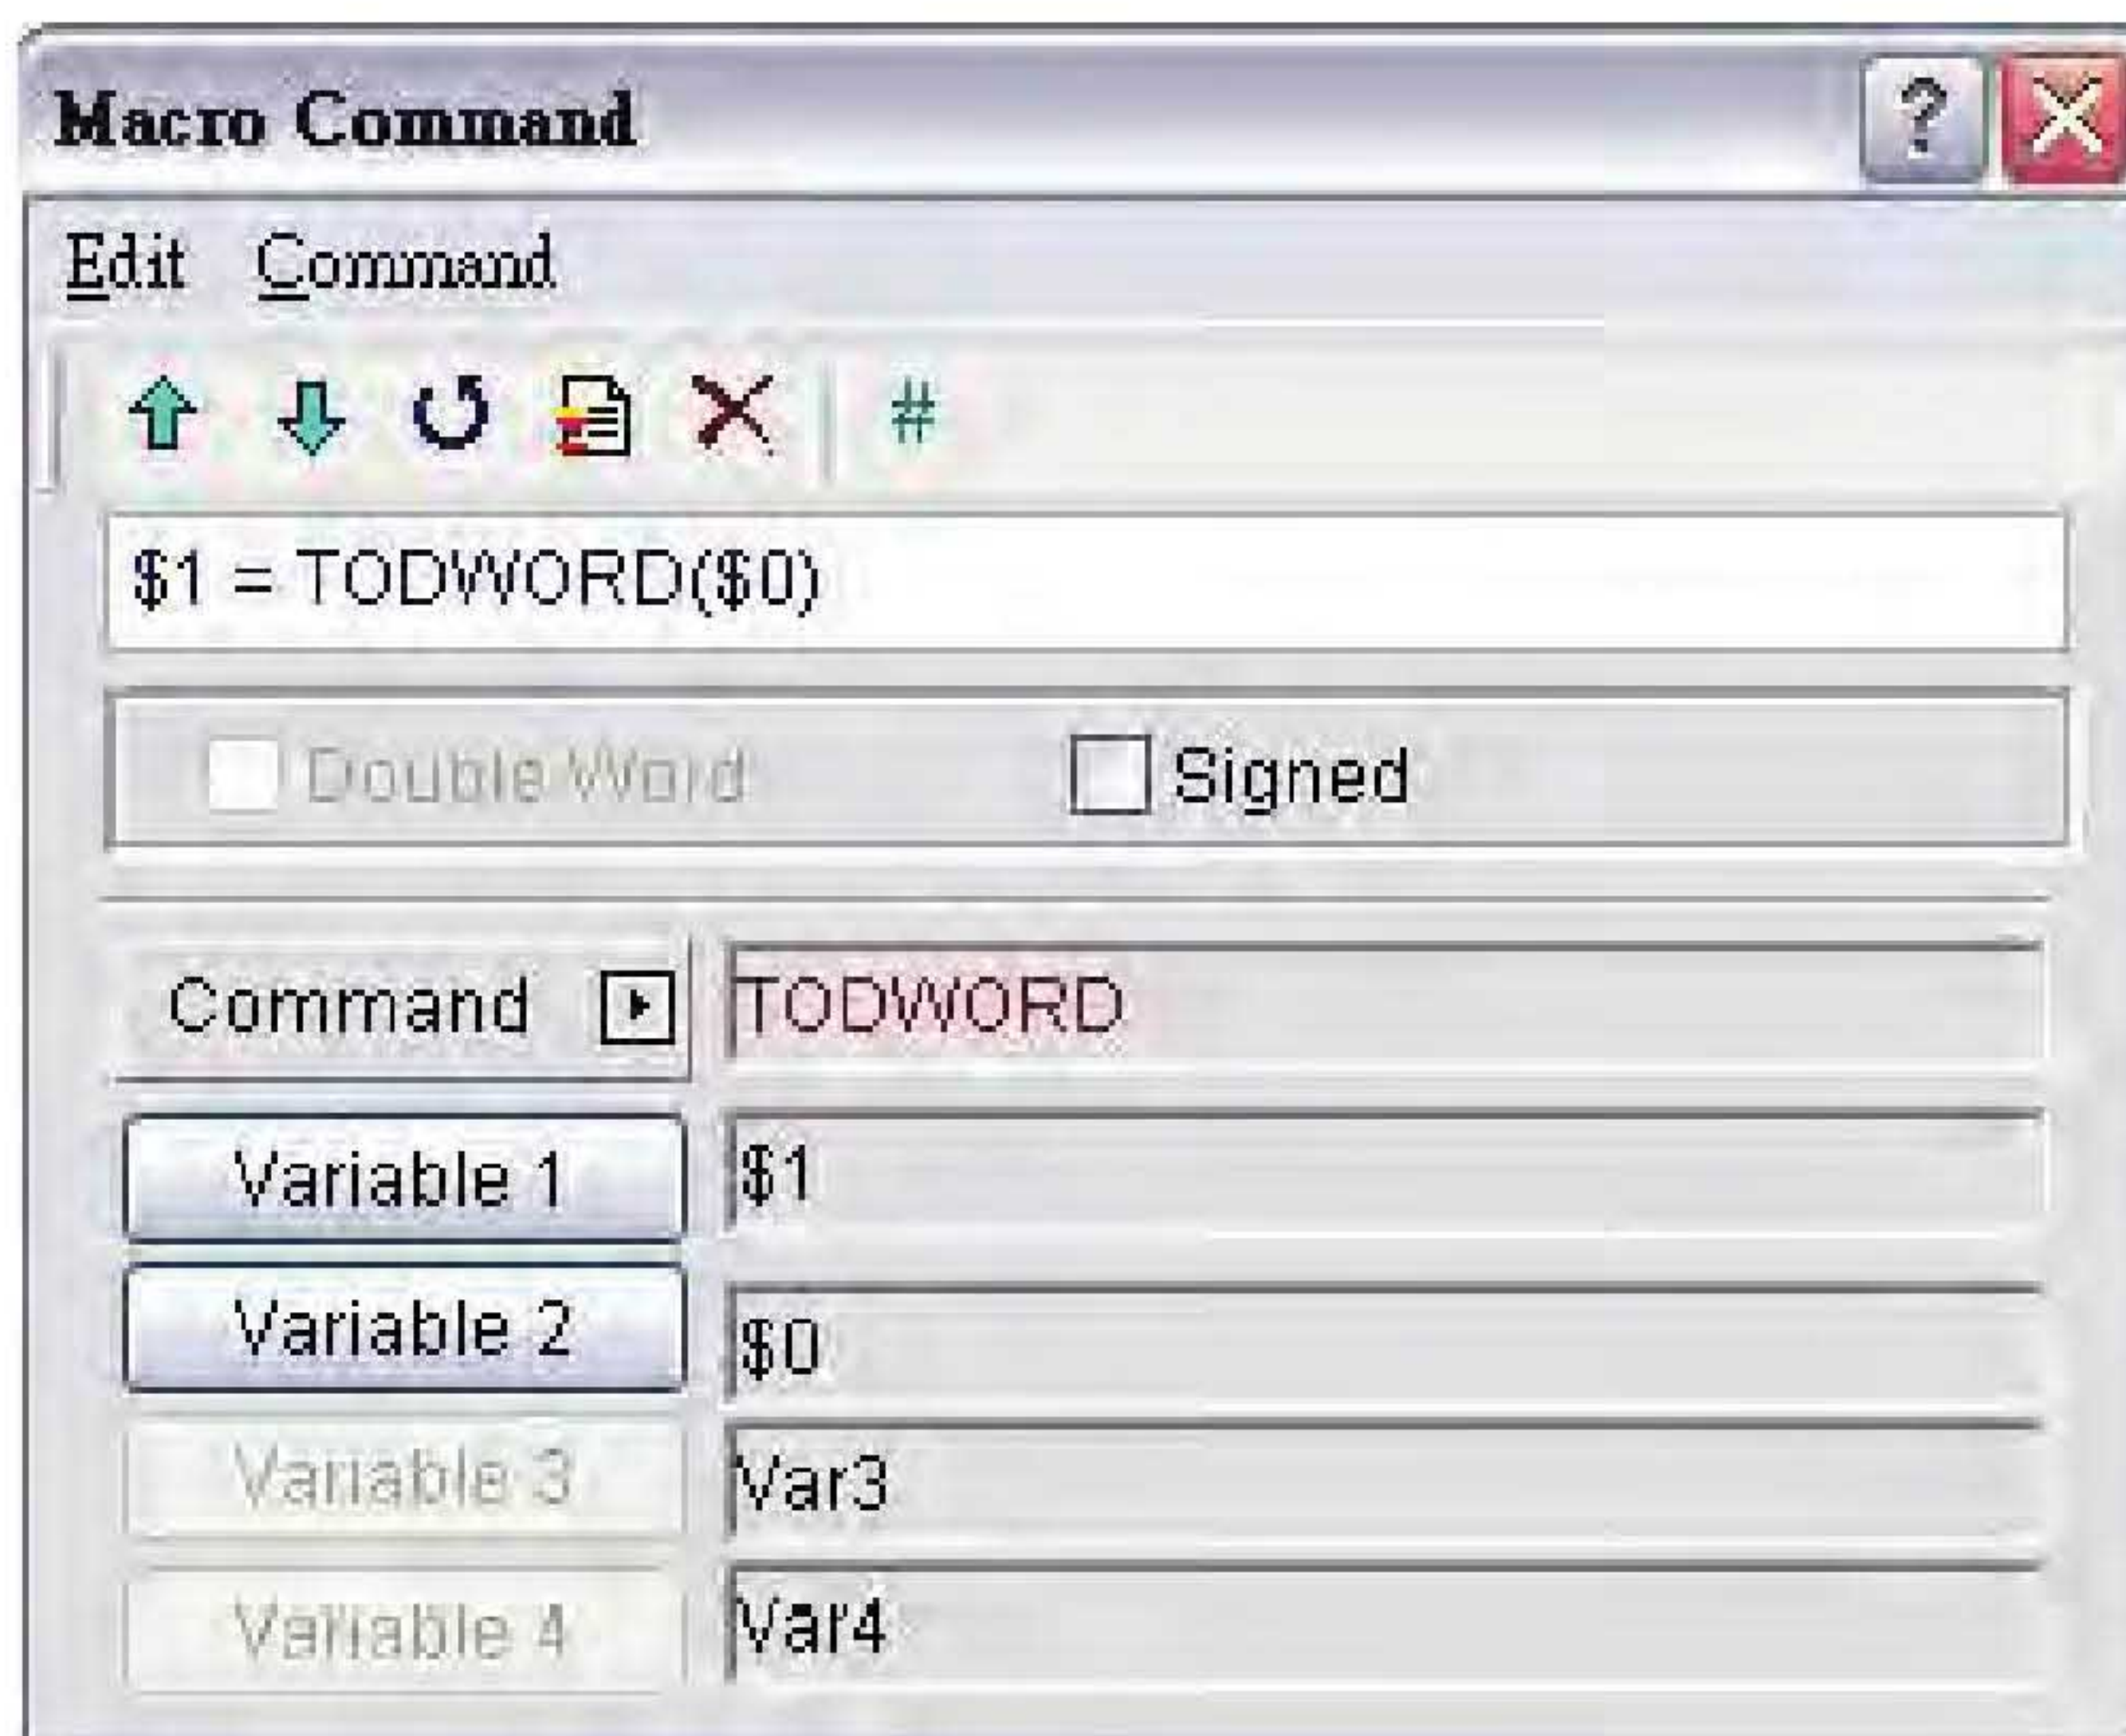 Macro Command
Edit Command
#
$1 = TODWORD($0)
Double Word Signed
Command TODWORD
Variable 1 $1
Variable 2 $0
Variable 3 Var3
Variable 4 Var4